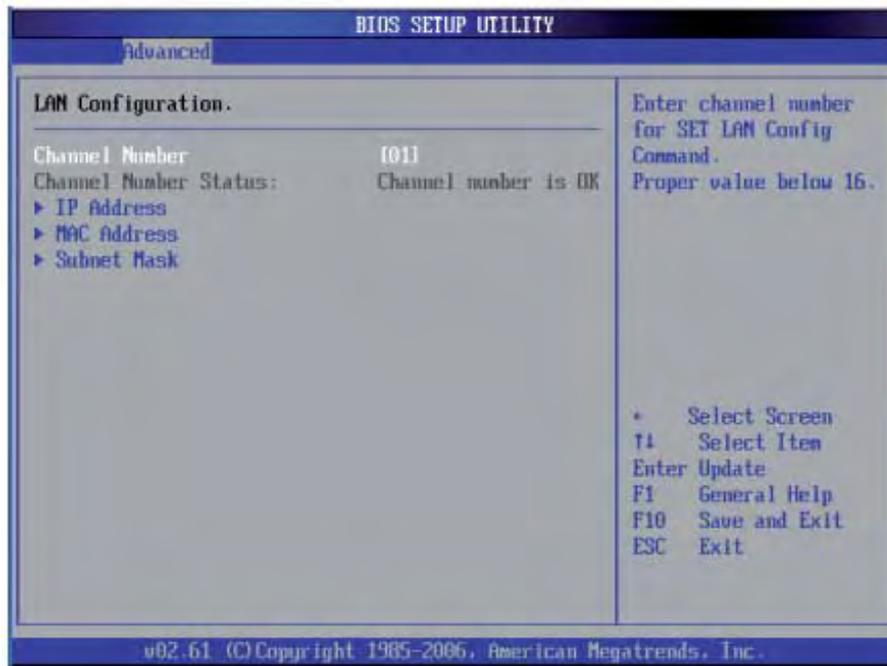 BIOS SETUP UTILITY
Advanced
LAN Configuration.
Channel Number [01]
Channel Number Status: Channel number is OK
▶ IP Address
▶ MAC Address
▶ Subnet Mask
Enter channel number
for SET LAN Config
Command.
Proper value below 16.
← Select Screen
↑↓ Select Item
Enter Update
F1 General Help
F10 Save and Exit
ESC Exit
v02.61 (C)Copyright 1985-2006, American Megatrends, Inc.